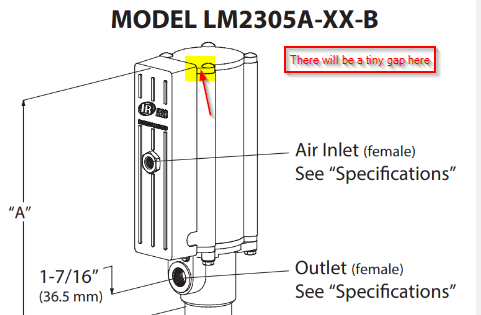 MODEL LM2305A-XX-B
There will be a tiny gap here
IR
Air Inlet (female)
See “Specifications”
“A”
1-7/16”
(36.5 mm)
Outlet (female)
See “Specifications”